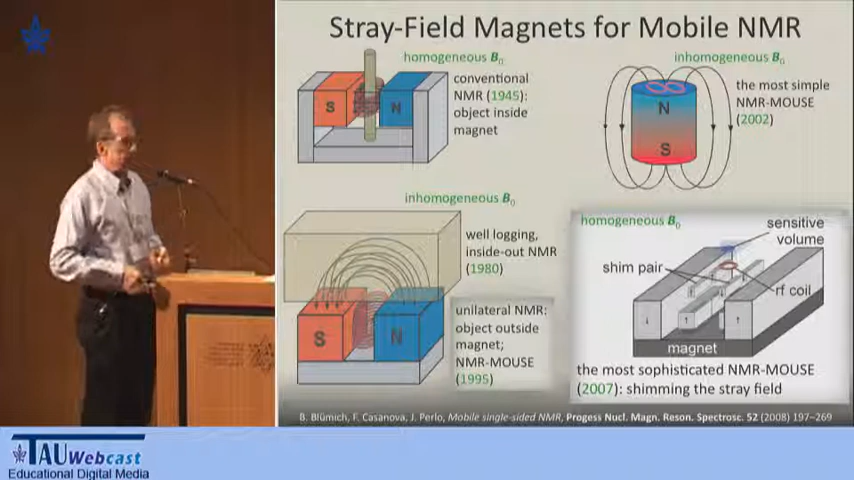 Stray-Field Magnets for Mobile NMR
homogeneous B0
conventional
NMR (1945):
object inside
magnet
S
N
inhomogeneous B0
the most simple
NMR-MOUSE
(2002)
N
S
inhomogeneous B0
well logging,
inside-out NMR
(1980)
S
N
unilateral NMR:
object outside
magnet;
NMR-MOUSE
(1995)
homogeneous B0
sensitive
volume
shim pair
rf coil
magnet
the most sophisticated NMR-MOUSE
(2007): shimming the stray field
B. Blümich, F. Casanova, J. Perlo, Mobile single-sided NMR, Progess Nucl. Magn. Reson. Spectrosc. 52 (2008) 197–269
TAU Webcast
Educational Digital Media